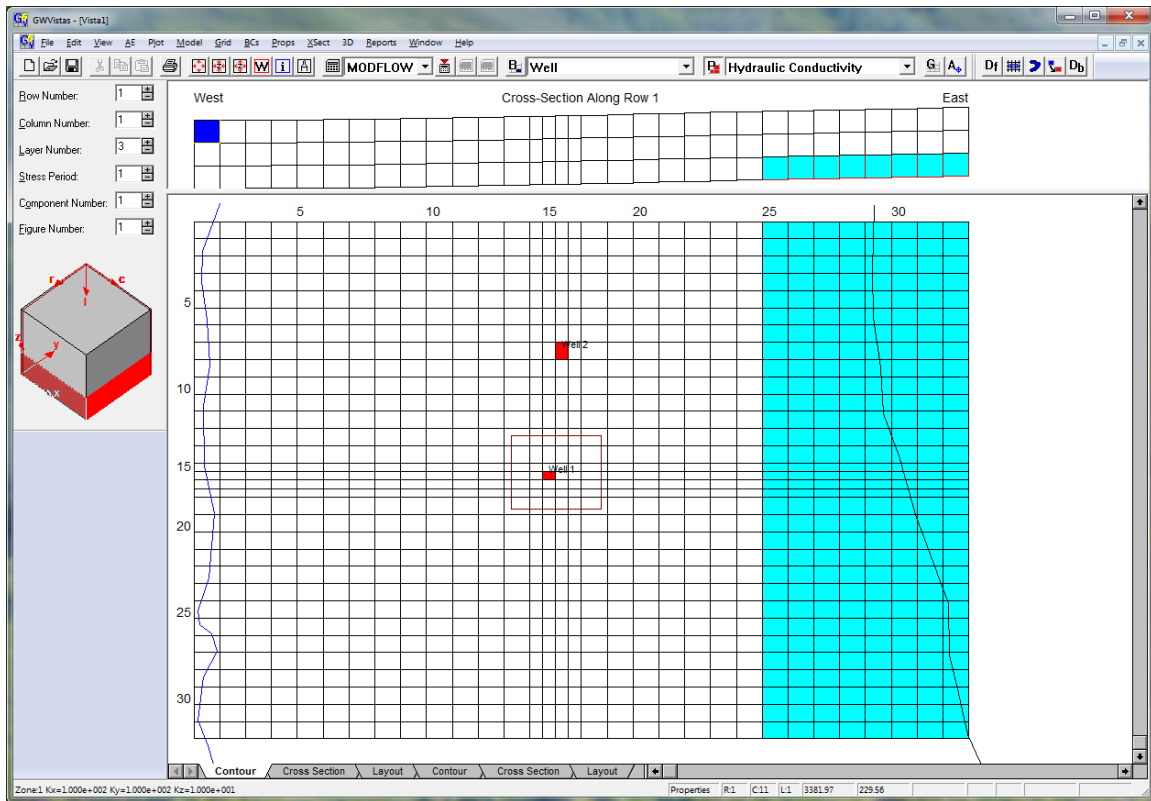 GWVistas - [Vista1]
File Edit View AE Plot Model Grid BCs Props XSect 3D Reports Window Help
MODFLOW Well Hydraulic Conductivity
Row Number: 1
Column Number: 1
Layer Number: 3
Stress Period: 1
Component Number: 1
Figure Number: 1
West Cross-Section Along Row 1 East
5 10 15 20 25 30
5
10
15
20
25
30
Well 2
Well 1
r c
l
z y
x
Contour Cross Section Layout Contour Cross Section Layout
Zone:1 Kx=1.000e+002 Ky=1.000e+002 Kz=1.000e+001 Properties R:1 C:11 L:1 3381.97 229.56